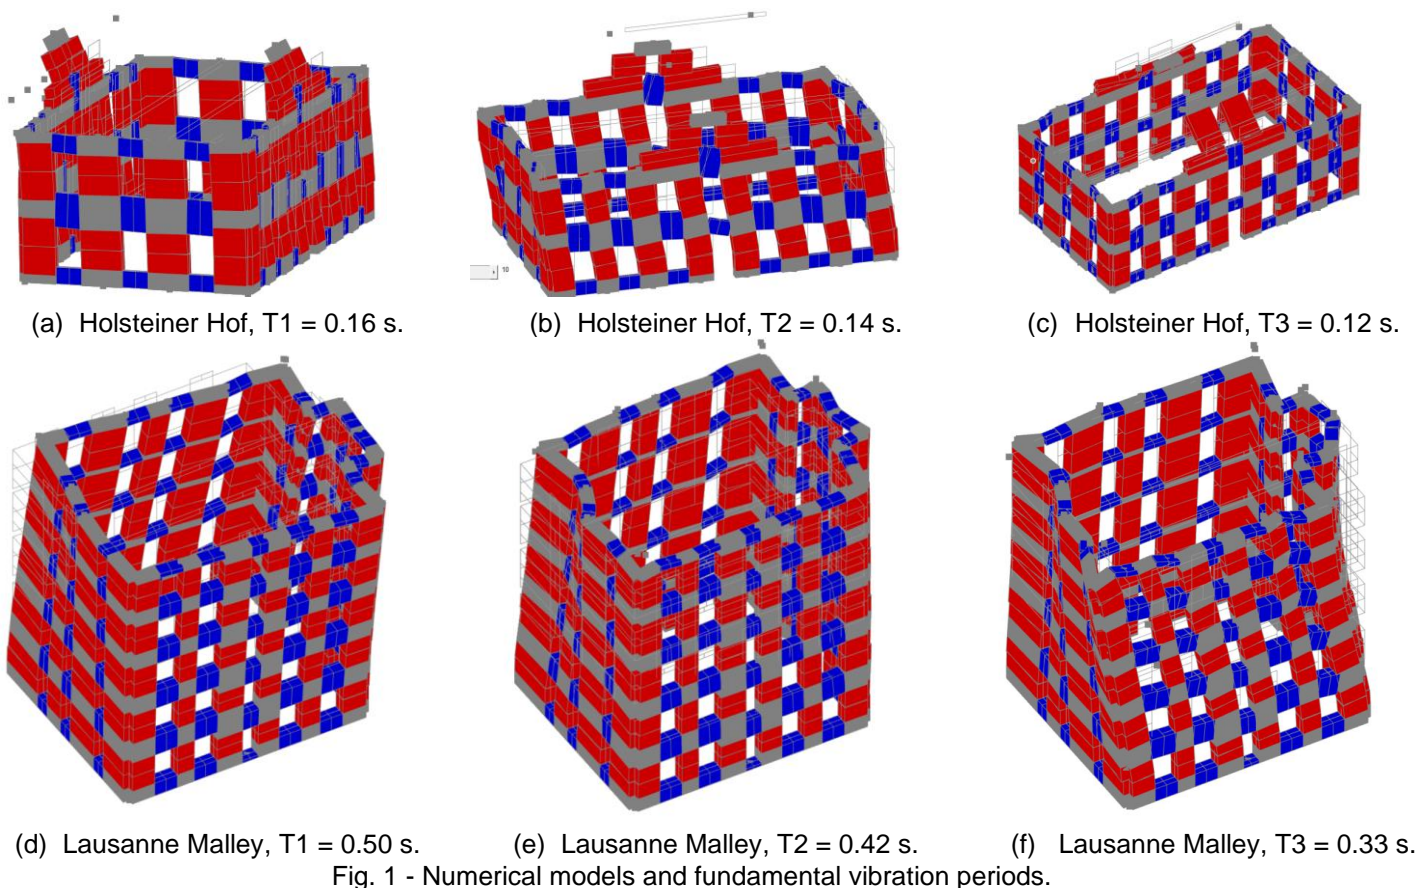 10
(a) Holsteiner Hof, T1 = 0.16 s.
(b) Holsteiner Hof, T2 = 0.14 s.
(c) Holsteiner Hof, T3 = 0.12 s.
(d) Lausanne Malley, T1 = 0.50 s.
(e) Lausanne Malley, T2 = 0.42 s.
(f) Lausanne Malley, T3 = 0.33 s.
Fig. 1 - Numerical models and fundamental vibration periods.